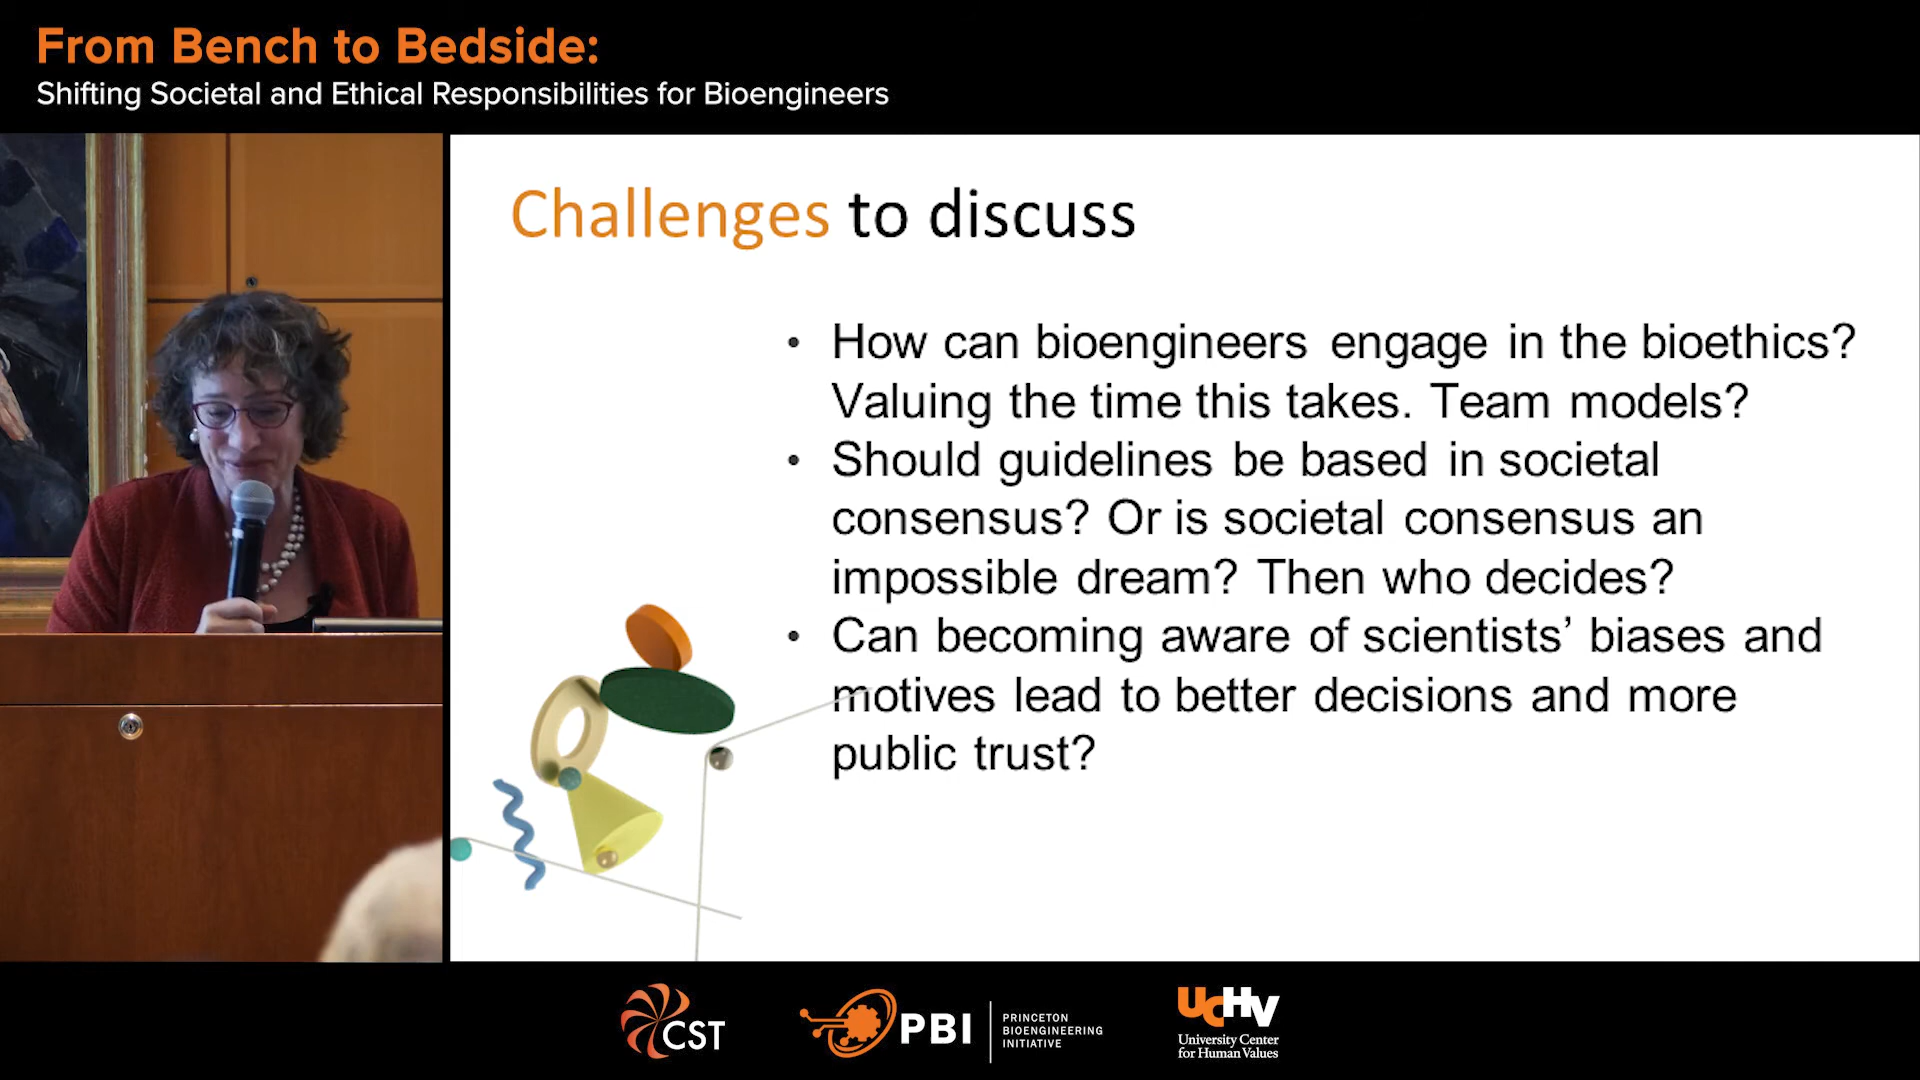 From Bench to Bedside:
Shifting Societal and Ethical Responsibilities for Bioengineers
Challenges to discuss
• How can bioengineers engage in the bioethics?
Valuing the time this takes. Team models?
• Should guidelines be based in societal
consensus? Or is societal consensus an
impossible dream? Then who decides?
• Can becoming aware of scientists’ biases and
motives lead to better decisions and more
public trust?
CST
PBI
PRINCETON
BIOENGINEERING
INITIATIVE
UCHV
University Center
for Human Values